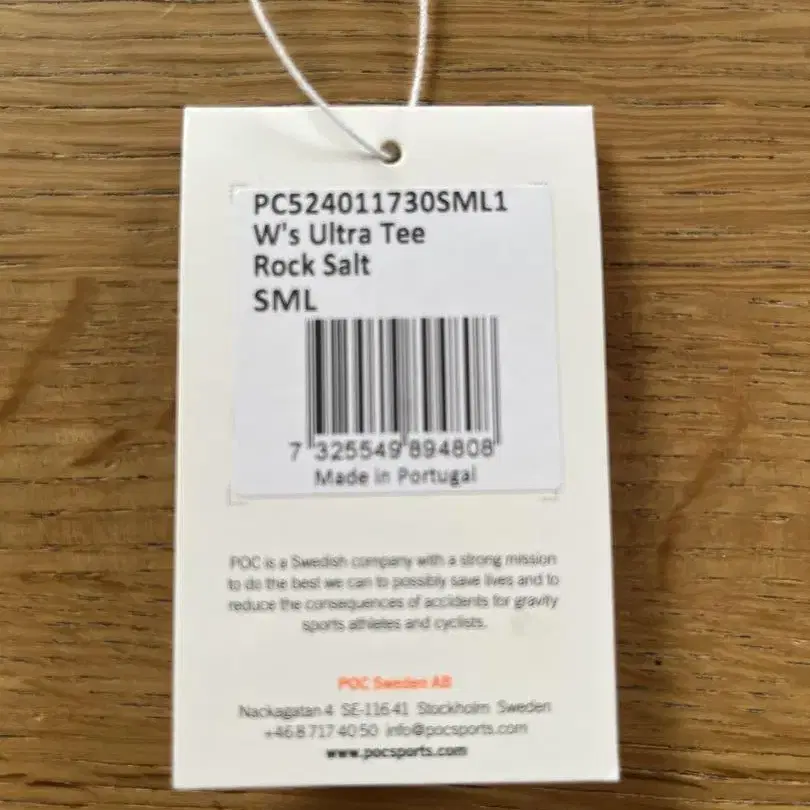 PC524011730SML1
W's Ultra Tee
Rock Salt
SML
7 325549 894808
Made in Portugal
POC is a Swedish company with a strong mission
to do the best we can to possibly save lives and to
reduce the consequences of accidents for gravity
sports athletes and cyclists.
POC Sweden AB
Nackagatan 4 SE-116 41 Stockholm Sweden
+46 8 717 40 50 info@pocsports.com
www.pocsports.com